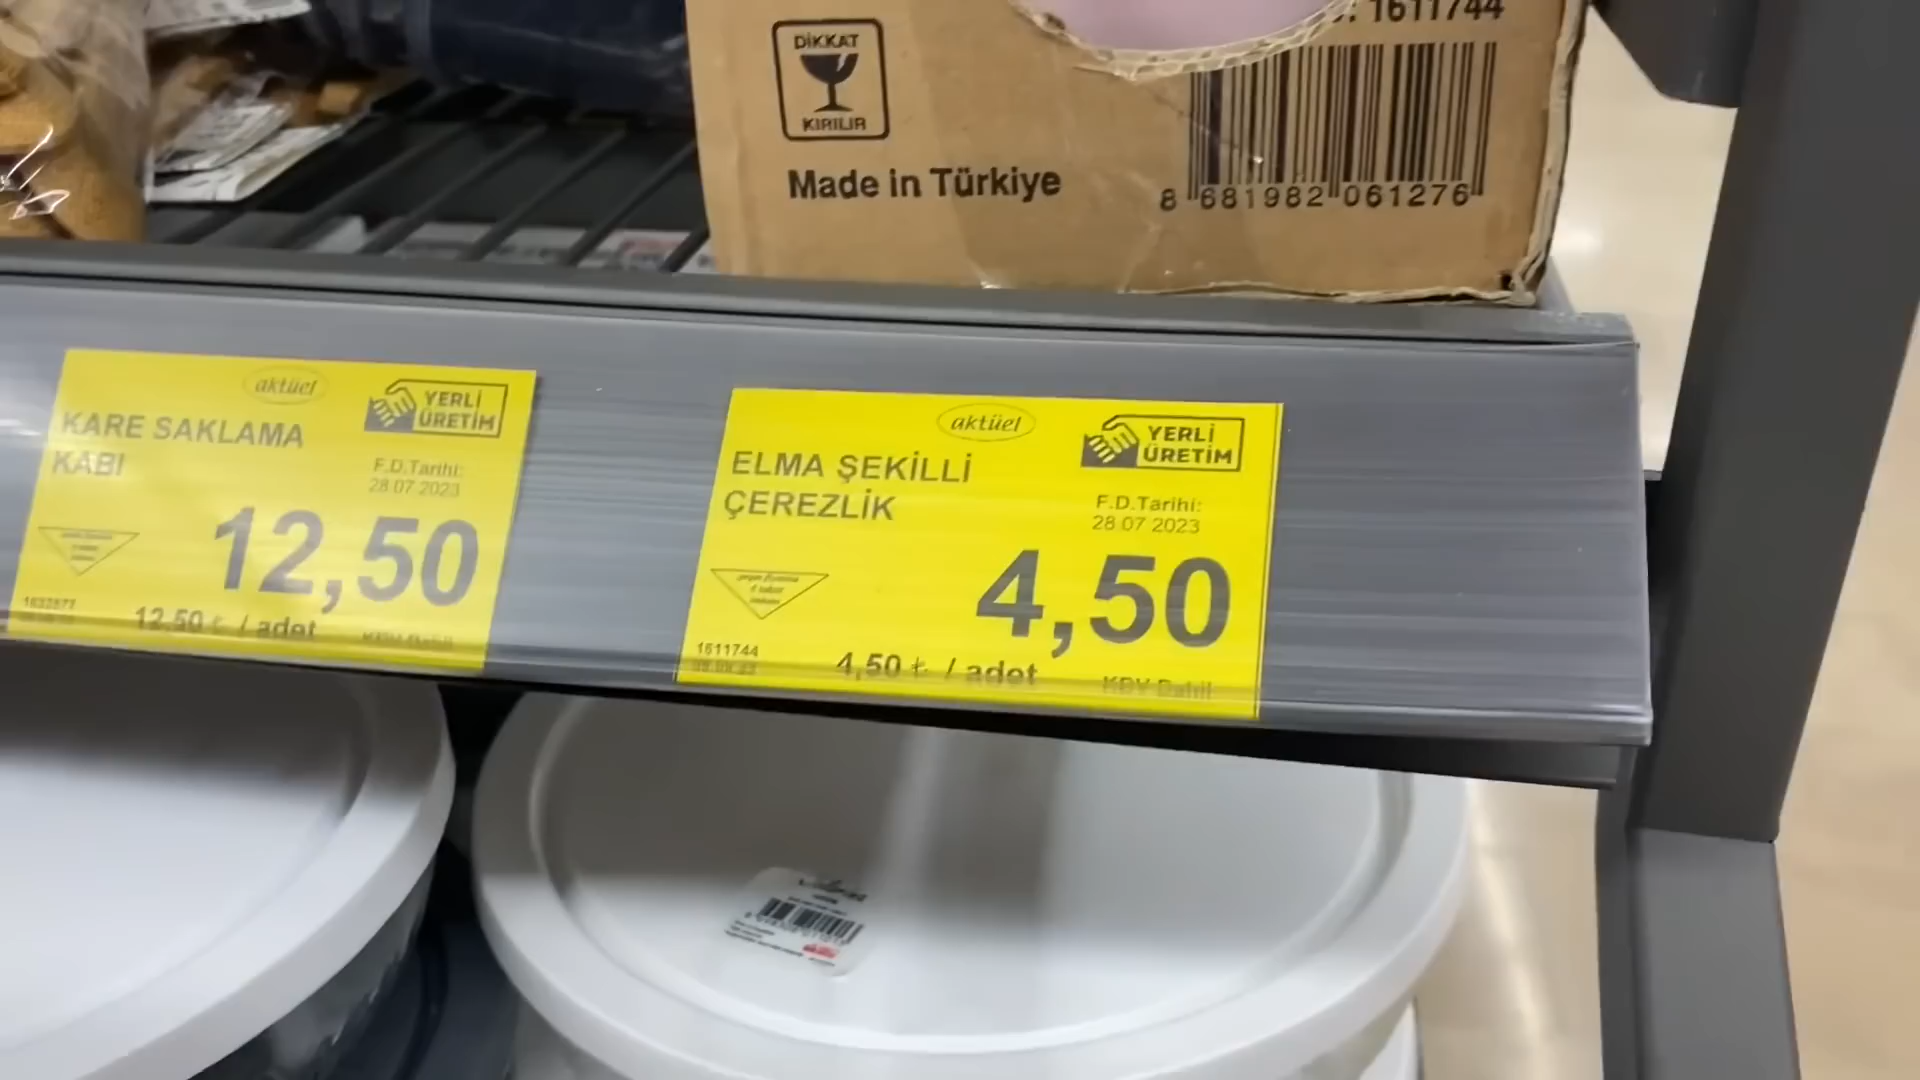 1611744
DİKKAT
KIRILIR
Made in Türkiye
8 681982 061276
aktüel
YERLİ
ÜRETİM
KARE SAKLAMA
KABI
F.D.Tarihi:
28 07 2023
12,50
12,50 ₺ / adet
aktüel
YERLİ
ÜRETİM
ELMA ŞEKİLLİ
ÇEREZLİK
F.D.Tarihi:
28 07 2023
4,50
1611744
4,50 ₺ / adet
KDV Dahil